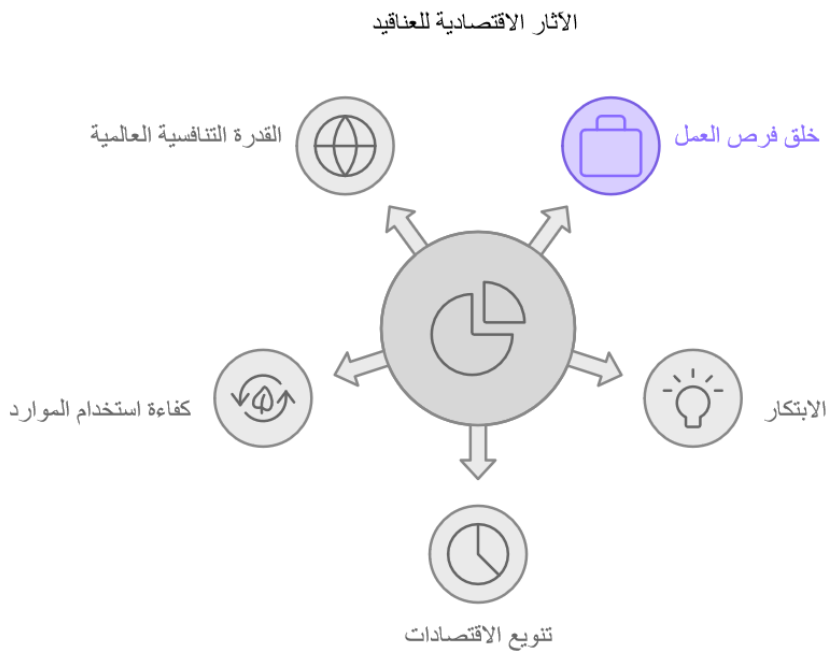 الآثار الاقتصادية للعناقيد
خلق فرص العمل
القدرة التنافسية العالمية
الابتكار
كفاءة استخدام الموارد
تنويع الاقتصادات